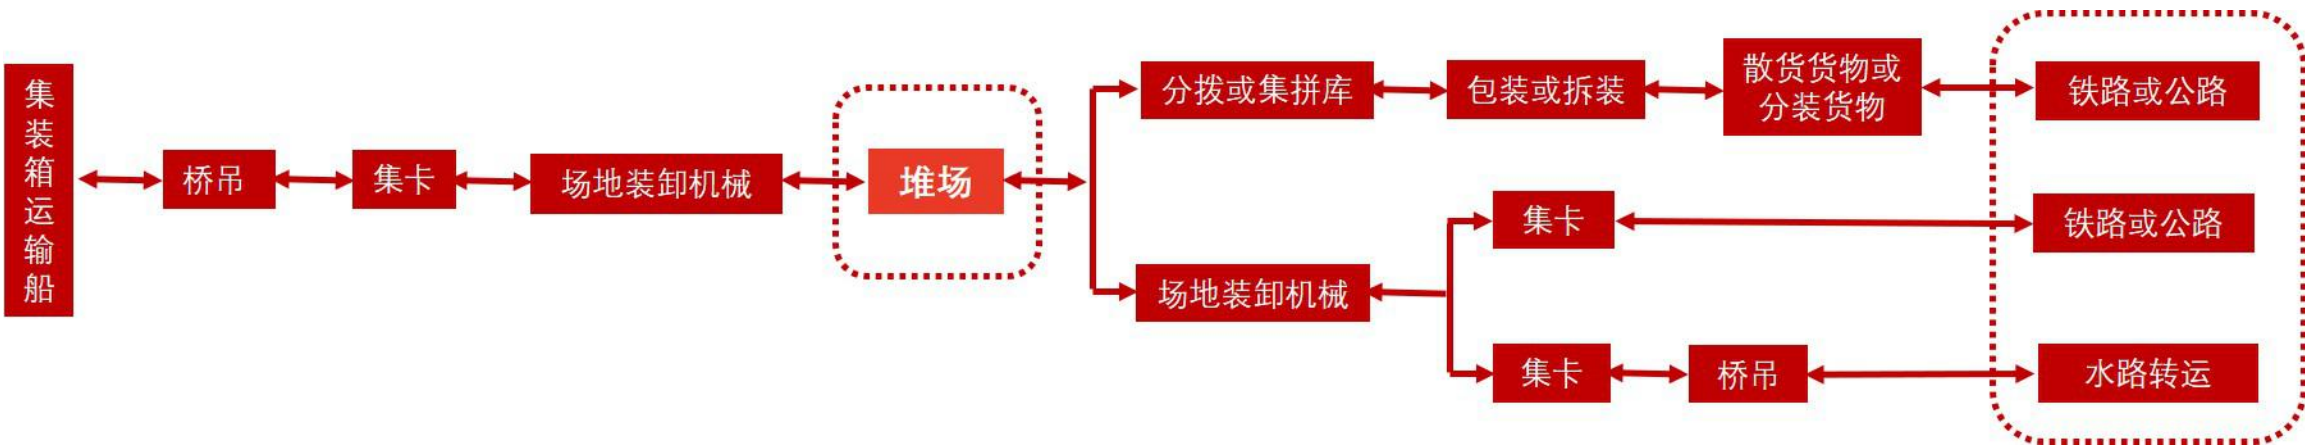 集装箱运输船
桥吊
集卡
场地装卸机械
堆场
分拨或集拼库
包装或拆装
散货货物或
分装货物
铁路或公路
场地装卸机械
集卡
铁路或公路
集卡
桥吊
水路转运